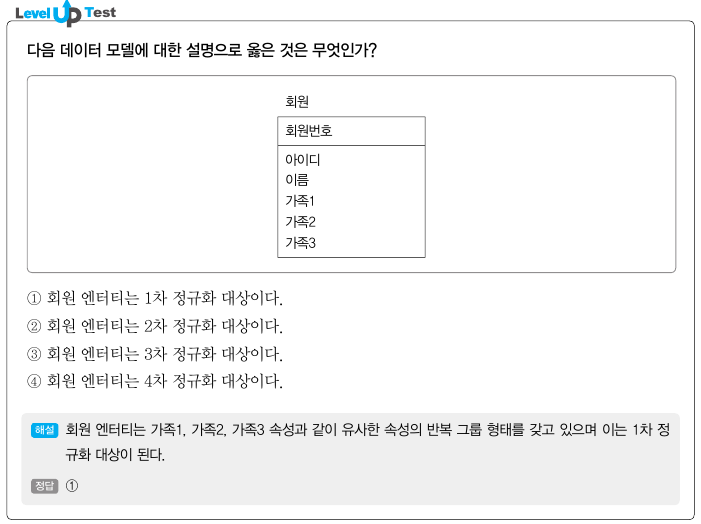 Level Up Test
다음 데이터 모델에 대한 설명으로 옳은 것은 무엇인가?
회원
회원번호
아이디
이름
가족1
가족2
가족3
① 회원 엔터티는 1차 정규화 대상이다.
② 회원 엔터티는 2차 정규화 대상이다.
③ 회원 엔터티는 3차 정규화 대상이다.
④ 회원 엔터티는 4차 정규화 대상이다.
해설 회원 엔터티는 가족1, 가족2, 가족3 속성과 같이 유사한 속성의 반복 그룹 형태를 갖고 있으며 이는 1차 정
규화 대상이 된다.
정답 ①